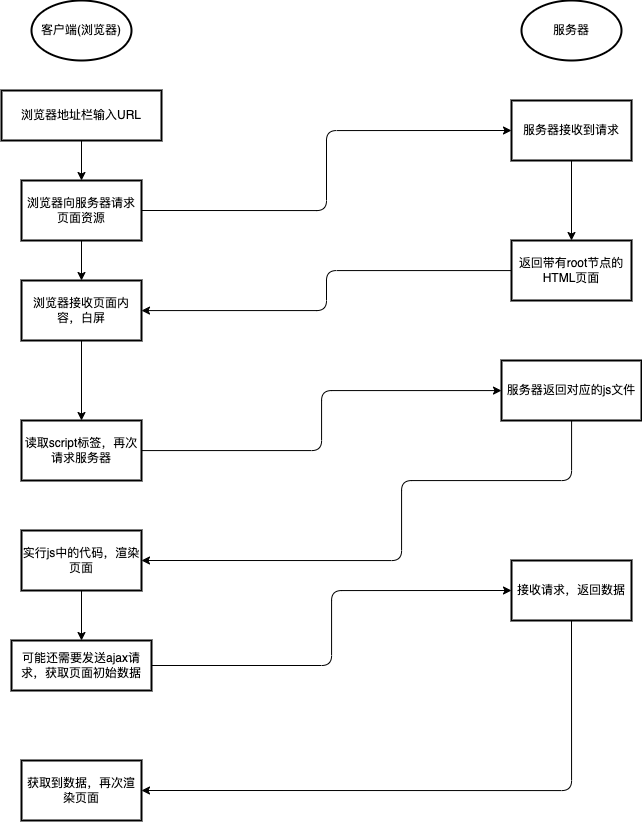 客户端(浏览器)
服务器
浏览器地址栏输入URL
服务器接收到请求
浏览器向服务器请求
页面资源
返回带有root节点的
HTML页面
浏览器接收页面内
容，白屏
服务器返回对应的js文件
读取script标签，再次
请求服务器
实行js中的代码，渲染
页面
接收请求，返回数据
可能还需要发送ajax请
求，获取页面初始数据
获取到数据，再次渲
染页面